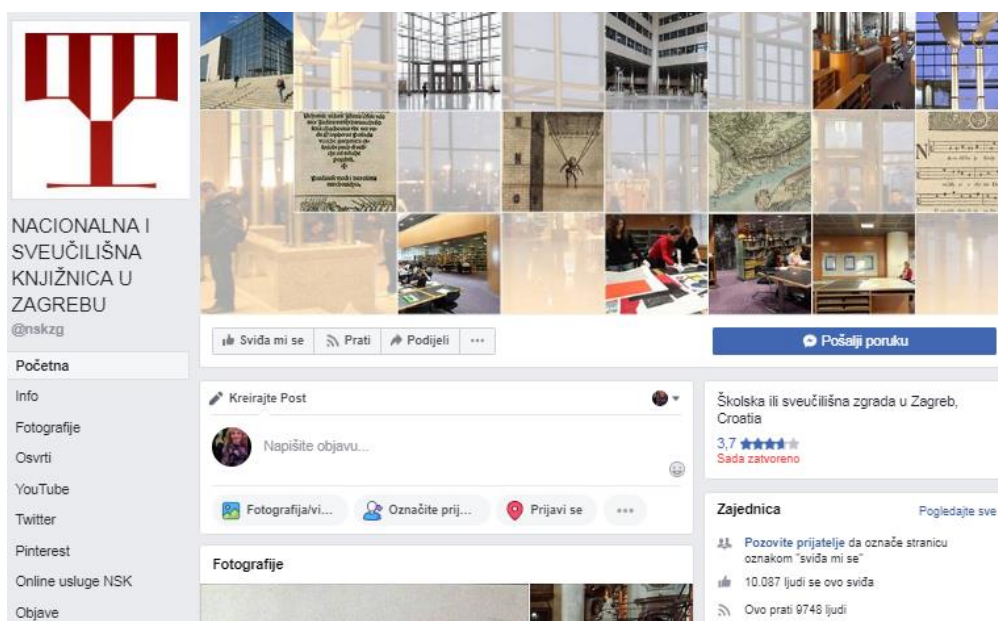 NACIONALNA I
SVEUČILIŠNA
KNJIŽNICA U
ZAGREBU
@nskzg
Početna
Info
Fotografije
Osvrti
YouTube
Twitter
Pinterest
Online usluge NSK
Objave
Sviđa mi se
Prati
Podijeli
Pošalji poruku
Kreirajte Post
Napišite objavu...
Fotografija/vi...
Označite prij...
Prijavi se
Fotografije
Školska ili sveučilišna zgrada u Zagreb,
Croatia
3,7
Sada zatvoreno
Zajednica
Pogledajte sve
Pozovite prijatelje da označe stranicu
oznakom "sviđa mi se"
10.087 ljudi se ovo sviđa
Ovo prati 9748 ljudi